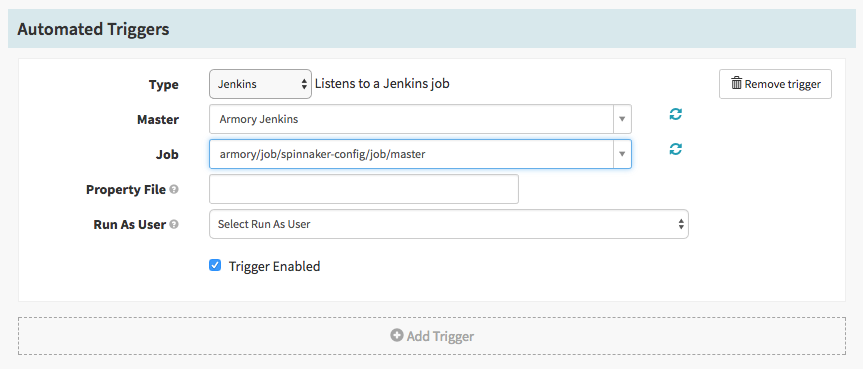 Automated Triggers
Type Jenkins Listens to a Jenkins job Remove trigger
Master Armory Jenkins
Job armory/job/spinnaker-config/job/master
Property File ?
Run As User ? Select Run As User
Trigger Enabled
Add Trigger